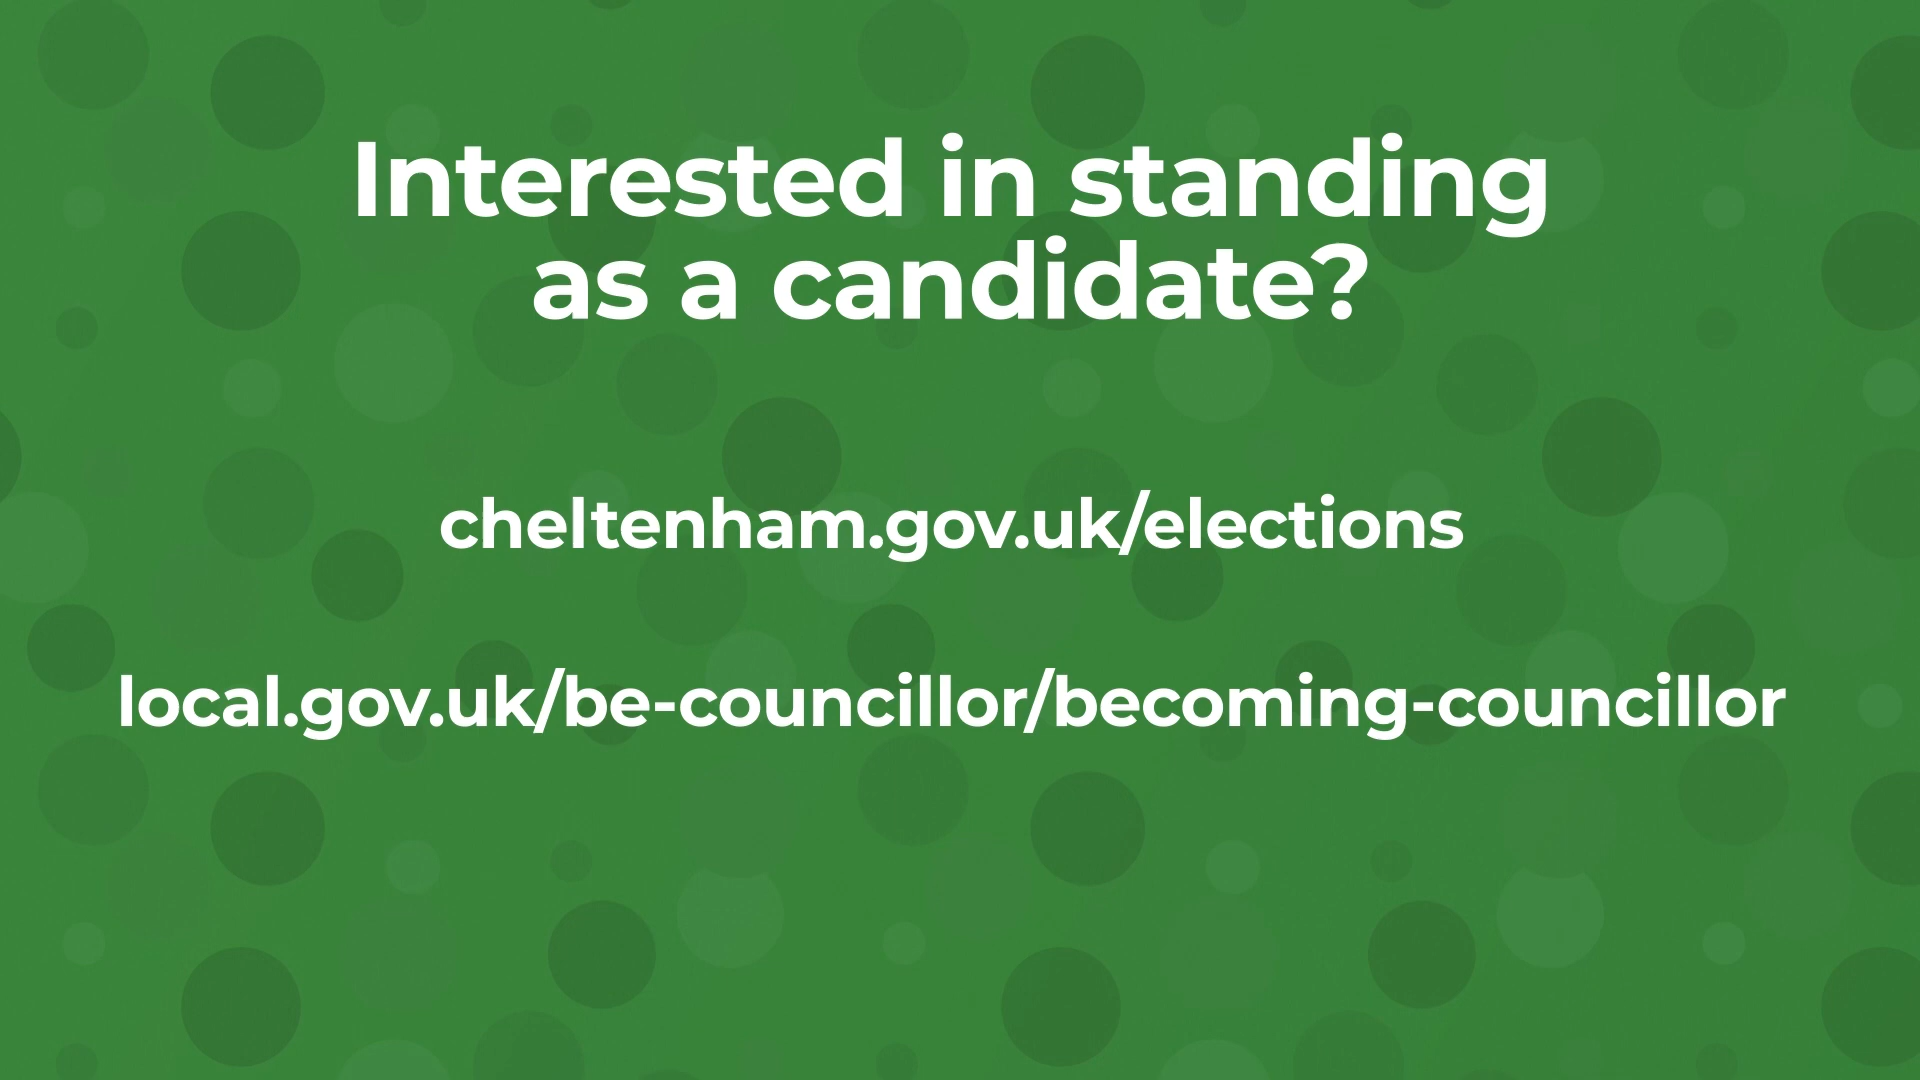 Interested in standing
as a candidate?
cheltenham.gov.uk/elections
local.gov.uk/be-councillor/becoming-councillor